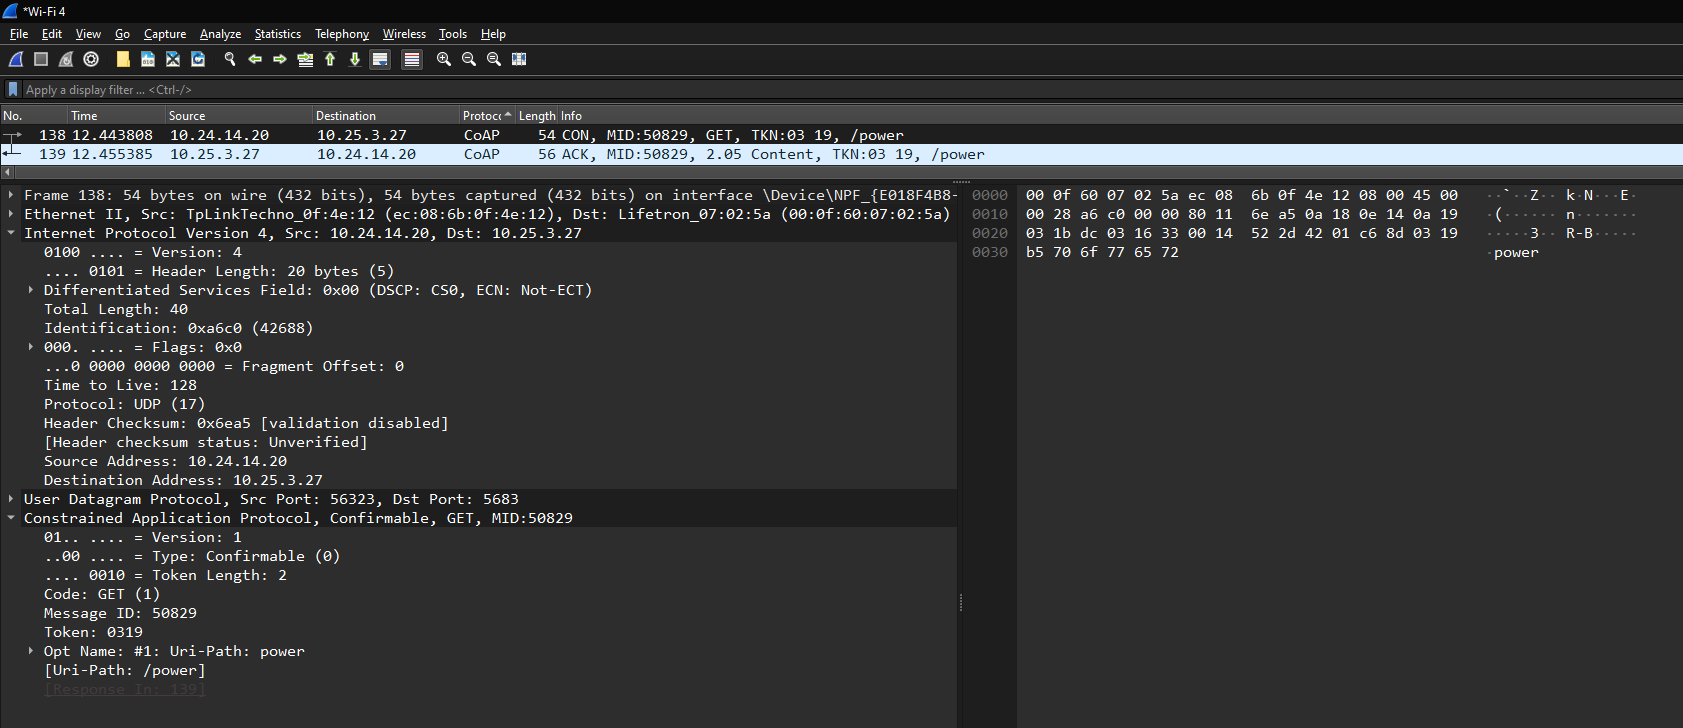 *Wi-Fi 4
File Edit View Go Capture Analyze Statistics Telephony Wireless Tools Help
Apply a display filter ... <Ctrl-/>
No. Time Source Destination Protoc Length Info
138 12.443808 10.24.14.20 10.25.3.27 CoAP 54 CON, MID:50829, GET, TKN:03 19, /power
139 12.455385 10.25.3.27 10.24.14.20 CoAP 56 ACK, MID:50829, 2.05 Content, TKN:03 19, /power
Frame 138: 54 bytes on wire (432 bits), 54 bytes captured (432 bits) on interface \Device\NPF_{E018F4B8-
Ethernet II, Src: TpLinkTechno_0f:4e:12 (ec:08:6b:0f:4e:12), Dst: Lifetron_07:02:5a (00:0f:60:07:02:5a)
Internet Protocol Version 4, Src: 10.24.14.20, Dst: 10.25.3.27
0100 .... = Version: 4
.... 0101 = Header Length: 20 bytes (5)
Differentiated Services Field: 0x00 (DSCP: CS0, ECN: Not-ECT)
Total Length: 40
Identification: 0xa6c0 (42688)
000. .... = Flags: 0x0
...0 0000 0000 0000 = Fragment Offset: 0
Time to Live: 128
Protocol: UDP (17)
Header Checksum: 0x6ea5 [validation disabled]
[Header checksum status: Unverified]
Source Address: 10.24.14.20
Destination Address: 10.25.3.27
User Datagram Protocol, Src Port: 56323, Dst Port: 5683
Constrained Application Protocol, Confirmable, GET, MID:50829
01.. .... = Version: 1
..00 .... = Type: Confirmable (0)
.... 0010 = Token Length: 2
Code: GET (1)
Message ID: 50829
Token: 0319
Opt Name: #1: Uri-Path: power
[Uri-Path: /power]
[Response In: 139]
0000 00 0f 60 07 02 5a ec 08 6b 0f 4e 12 08 00 45 00 ··`··Z·· k·N···E·
0010 00 28 a6 c0 00 00 80 11 6e a5 0a 18 0e 14 0a 19 ·(······ n·······
0020 03 1b dc 03 16 33 00 14 52 2d 42 01 c6 8d 03 19 ·····3·· R-B·····
0030 b5 70 6f 77 65 72 ·power